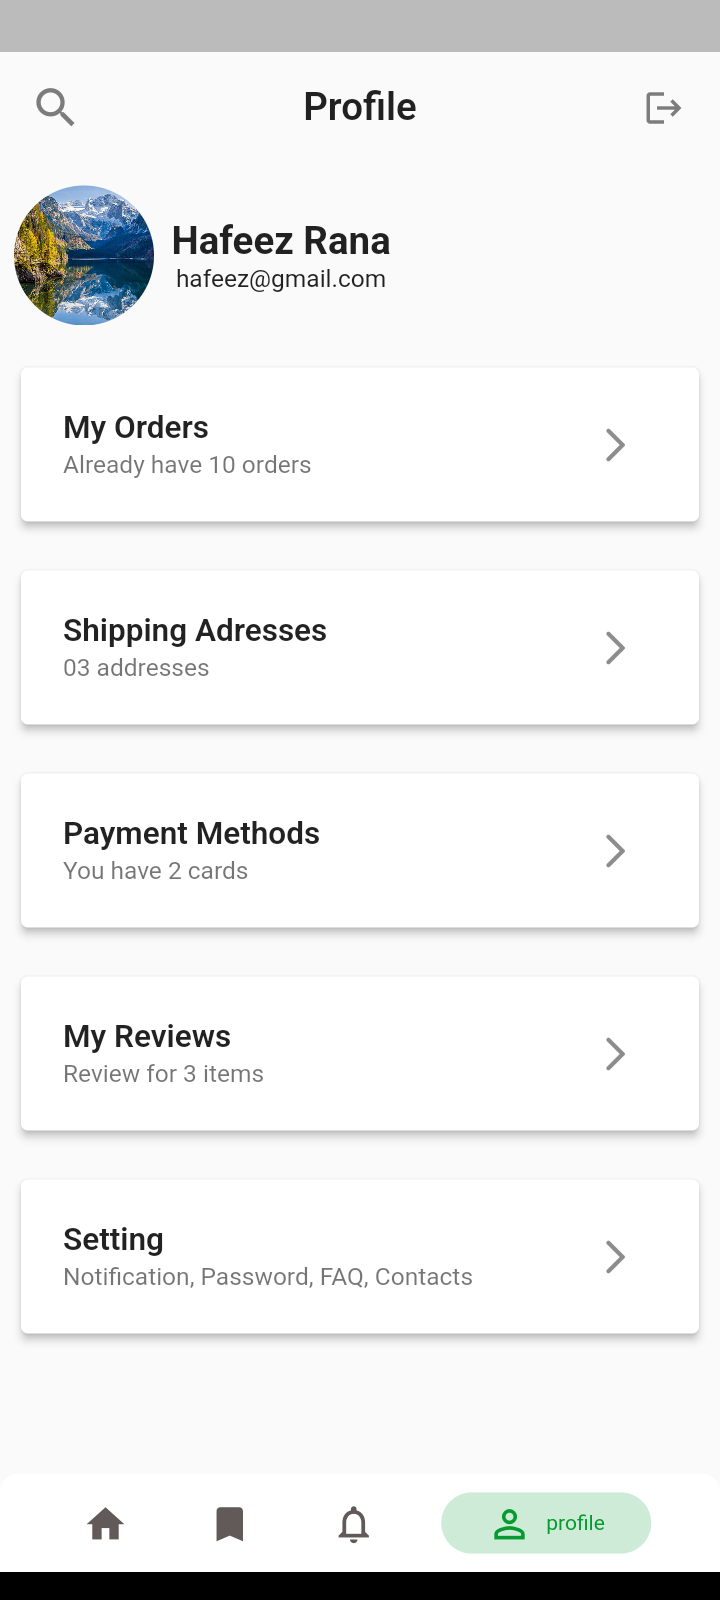 Profile
Hafeez Rana
hafeez@gmail.com
My Orders
Already have 10 orders
Shipping Adresses
03 addresses
Payment Methods
You have 2 cards
My Reviews
Review for 3 items
Setting
Notification, Password, FAQ, Contacts
profile